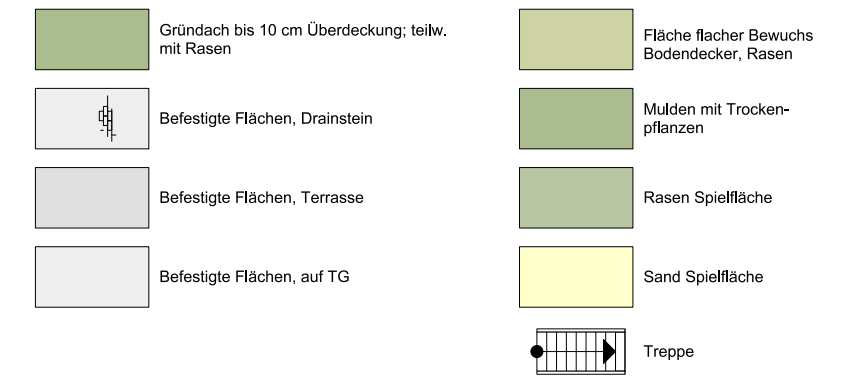 Gründach bis 10 cm Überdeckung; teilw.
mit Rasen
Befestigte Flächen, Drainstein
Befestigte Flächen, Terrasse
Befestigte Flächen, auf TG
Fläche flacher Bewuchs
Bodendecker, Rasen
Mulden mit Trocken-
pflanzen
Rasen Spielfläche
Sand Spielfläche
Treppe